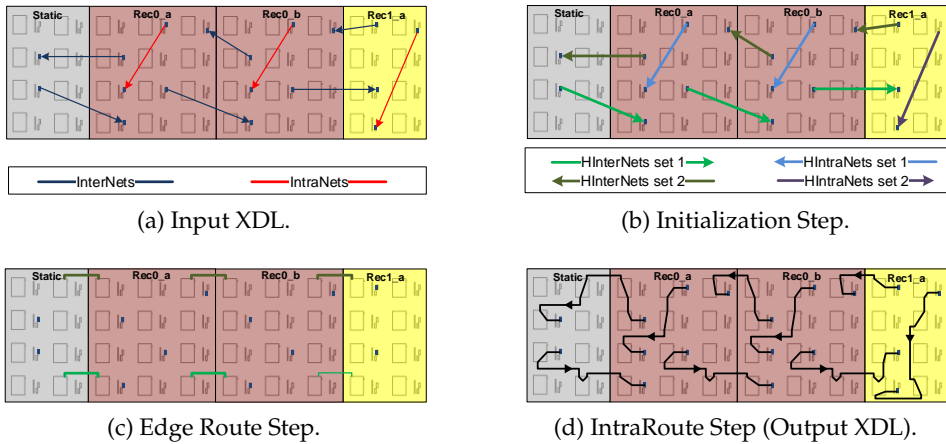 Static Rec0_a Rec0_b Rec1_a
InterNets IntraNets
(a) Input XDL.
Static Rec0_a Rec0_b Rec1_a
HInterNets set 1 HIntraNets set 1
HInterNets set 2 HIntraNets set 2
(b) Initialization Step.
Static Rec0_a Rec0_b Rec1_a
(c) Edge Route Step.
Static Rec0_a Rec0_b Rec1_a
(d) IntraRoute Step (Output XDL).